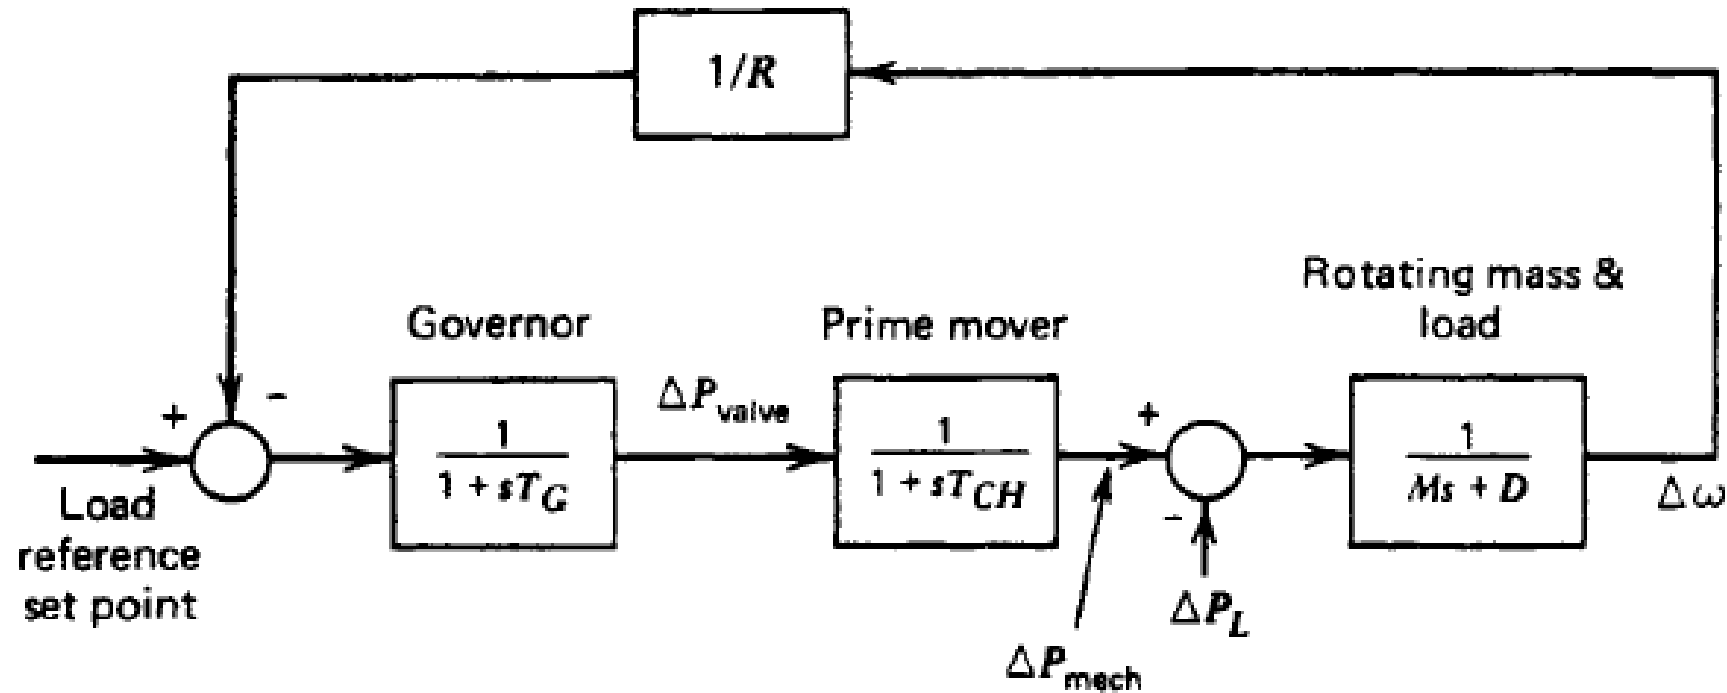 1/R
Rotating mass &
load
Governor
Prime mover
ΔP_valve
+
-
1
1 + sT_G
1
1 + sT_CH
+
-
1
Ms + D
Δω
Load
reference
set point
ΔP_L
ΔP_mech